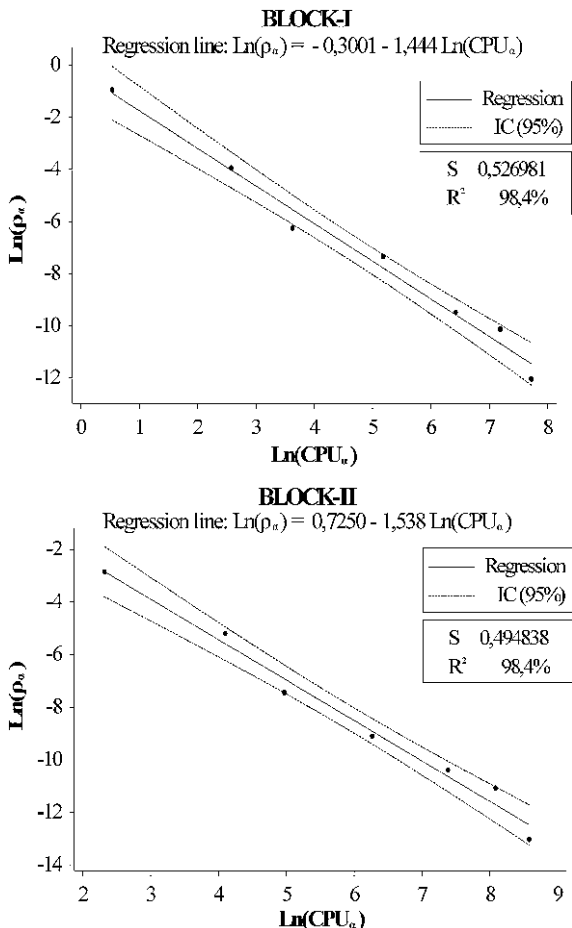 BLOCK-I
Regression line: Ln(ρα) = - 0,3001 - 1,444 Ln(CPUα)
0
-2
-4
-6
-8
-10
-12
Ln(ρα)
Regression
IC (95%)
S 0,526981
R² 98,4%
0 1 2 3 4 5 6 7 8
Ln(CPUα)
BLOCK-II
Regression line: Ln(ρα) = 0,7250 - 1,538 Ln(CPUα)
-2
-4
-6
-8
-10
-12
-14
Ln(ρα)
Regression
IC (95%)
S 0,494838
R² 98,4%
2 3 4 5 6 7 8 9
Ln(CPUα)